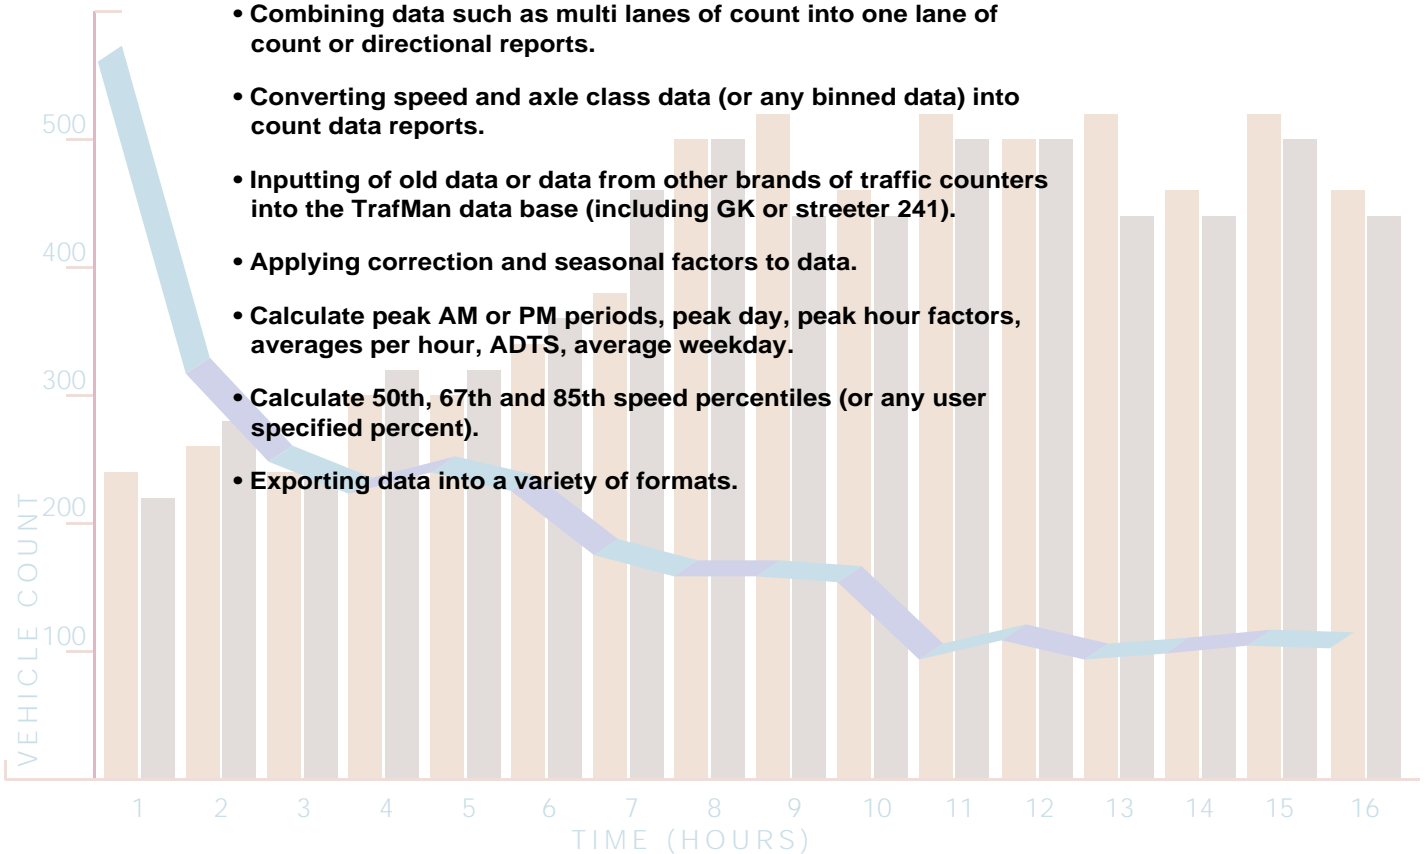 • Combining data such as multi lanes of count into one lane of
count or directional reports.
• Converting speed and axle class data (or any binned data) into
count data reports.
• Inputting of old data or data from other brands of traffic counters
into the TrafMan data base (including GK or streeter 241).
• Applying correction and seasonal factors to data.
• Calculate peak AM or PM periods, peak day, peak hour factors,
averages per hour, ADTS, average weekday.
• Calculate 50th, 67th and 85th speed percentiles (or any user
specified percent).
• Exporting data into a variety of formats.
500
400
300
200
100
VEHICLE COUNT
1 2 3 4 5 6 7 8 9 10 11 12 13 14 15 16
TIME (HOURS)